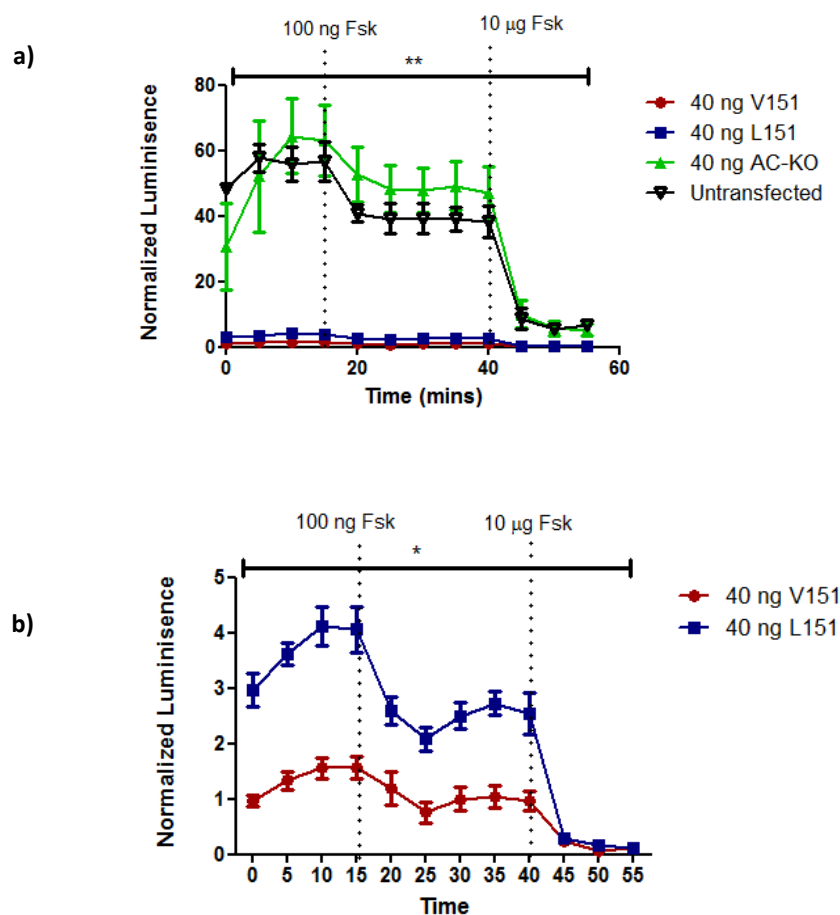 a)
100 ng Fsk
10 µg Fsk
**
Normalized Luminisence
80
60
40
20
0
0
20
40
60
Time (mins)
40 ng V151
40 ng L151
40 ng AC-KO
Untransfected
b)
100 ng Fsk
10 µg Fsk
*
Normalized Luminisence
5
4
3
2
1
0
0 5 10 15 20 25 30 35 40 45 50 55
Time
40 ng V151
40 ng L151